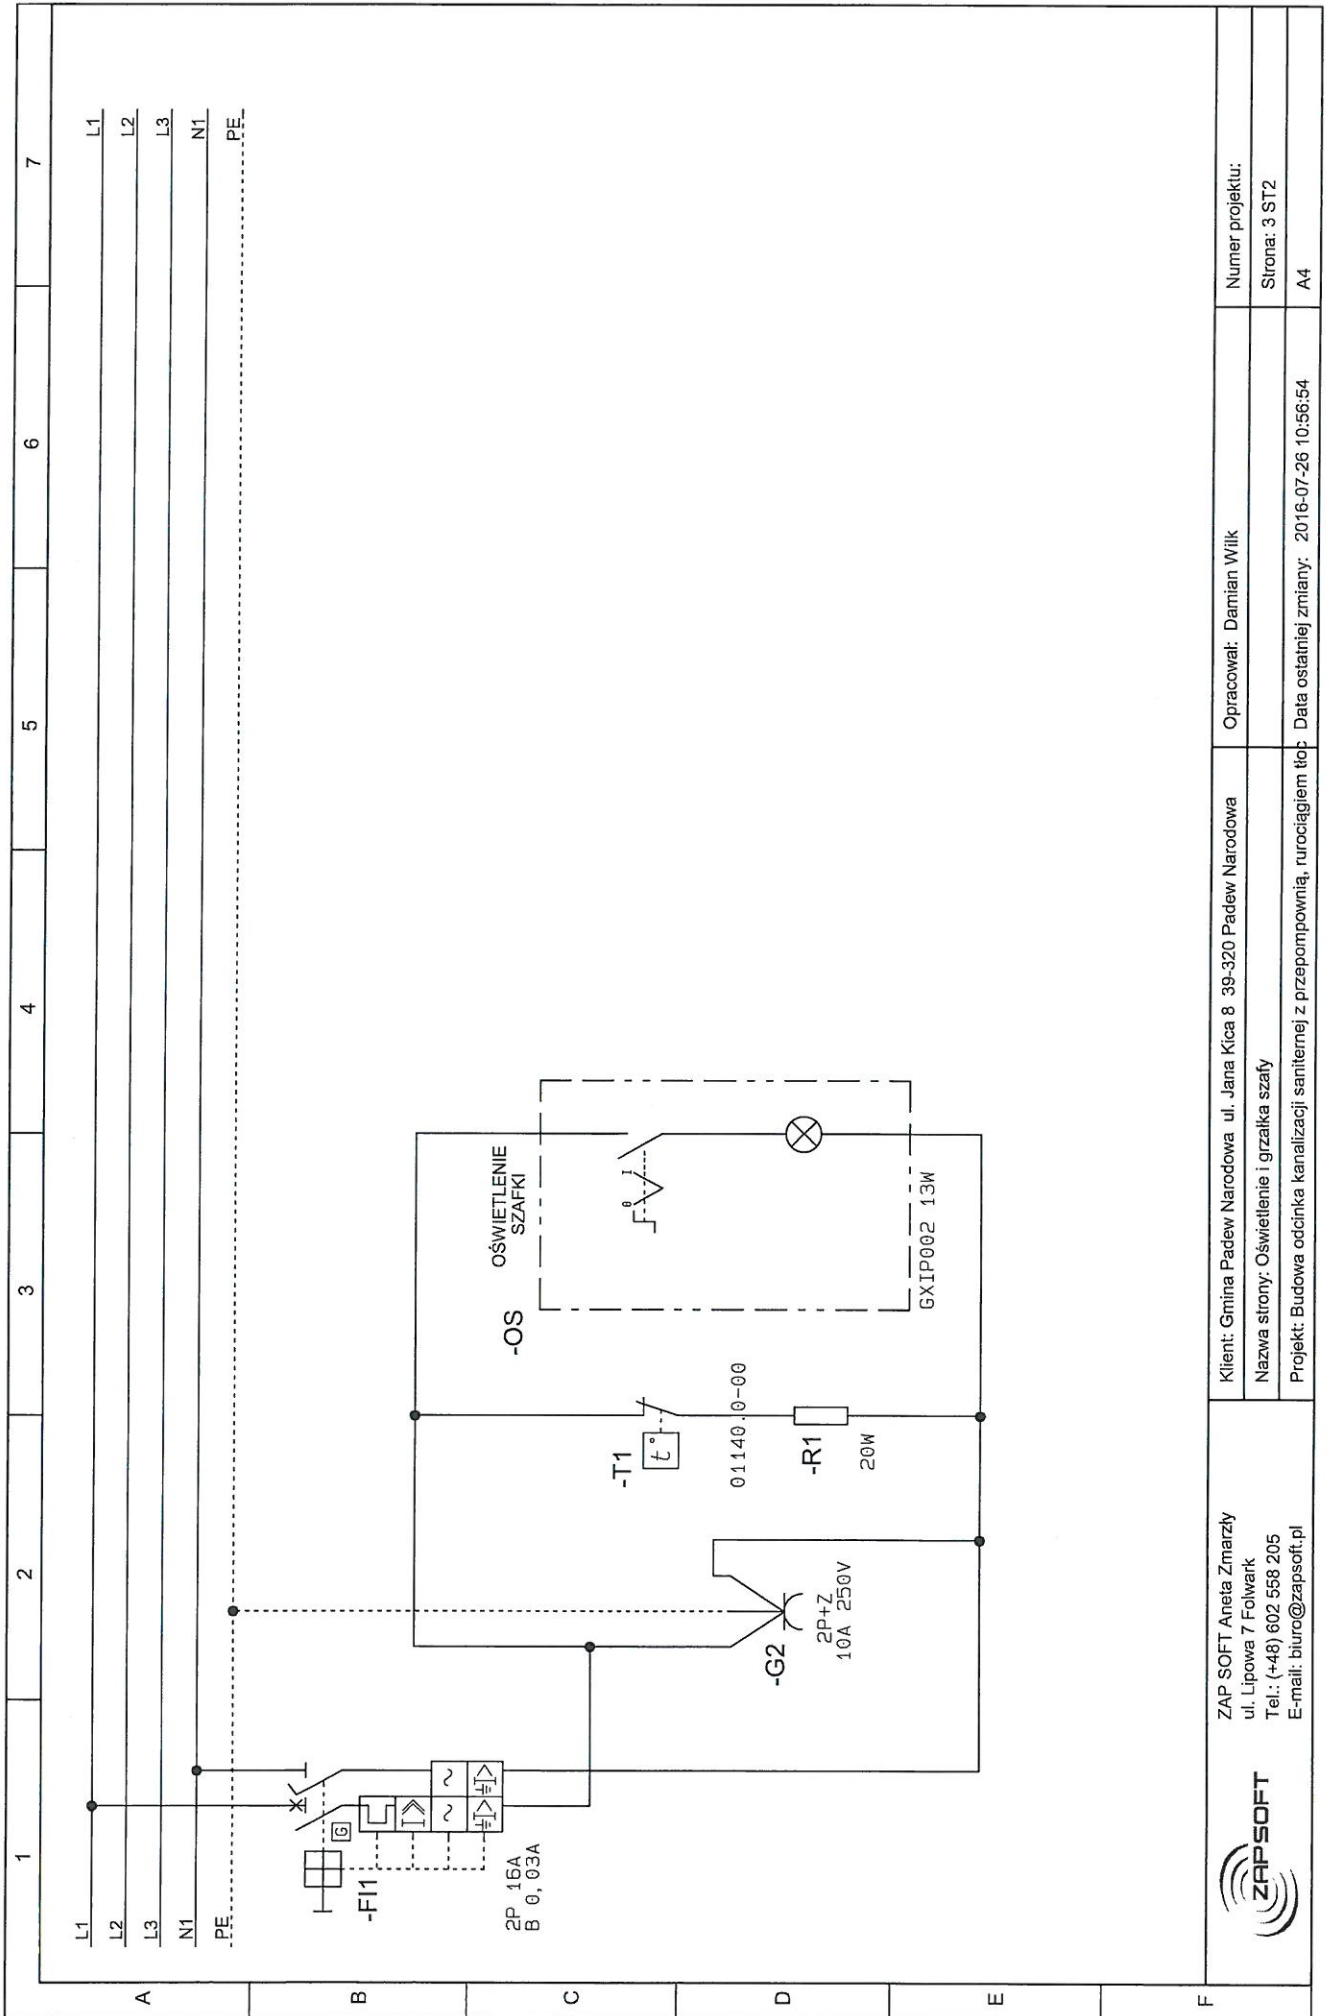 1 2 3 4 5 6 7
A
B
C
D
E
F
L1 L1
L2 L2
L3 L3
N1 N1
PE PE
-FI1
G
2P 16A
B 0,03A
-G2
2P+Z
10A 250V
-T1
t°
01140.0-00
-R1
20W
-OS
OŚWIETLENIE
SZAFKI
0 I
GXIP002 13W
ZAPSOFT
ZAP SOFT Aneta Zmarzły
ul. Lipowa 7 Folwark
Tel.: (+48) 602 558 205
E-mail: biuro@zapsoft.pl
Klient: Gmina Padew Narodowa ul. Jana Kica 8 39-320 Padew Narodowa
Nazwa strony: Oświetlenie i grzałka szafy
Projekt: Budowa odcinka kanalizacji saniternej z przepompownią, rurociągiem tłoc
Opracował: Damian Wilk
Data ostatniej zmiany: 2016-07-26 10:56:54
Numer projektu:
Strona: 3 ST2
A4